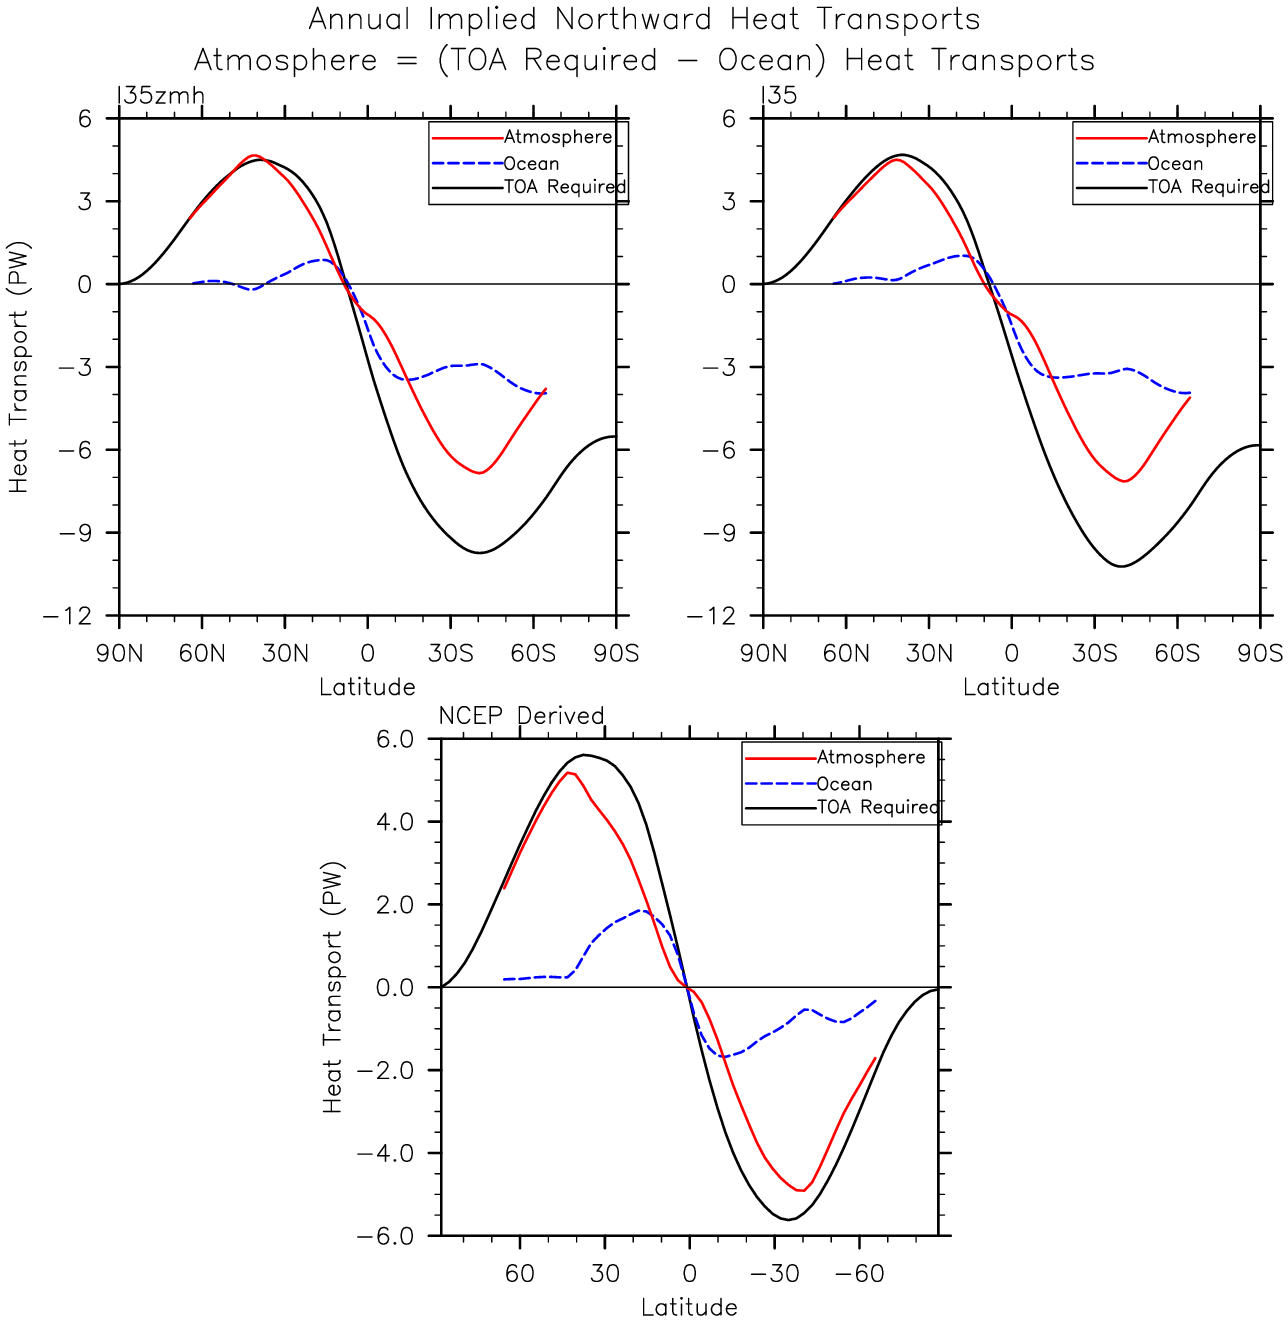 Annual Implied Northward Heat Transports
Atmosphere = (TOA Required − Ocean) Heat Transports
l35zmh
6
3
0
−3
−6
−9
−12
Heat Transport (PW)
Atmosphere
Ocean
TOA Required
90N 60N 30N 0 30S 60S 90S
Latitude
l35
6
3
0
−3
−6
−9
−12
Atmosphere
Ocean
TOA Required
90N 60N 30N 0 30S 60S 90S
Latitude
NCEP Derived
6.0
4.0
2.0
0.0
−2.0
−4.0
−6.0
Heat Transport (PW)
Atmosphere
Ocean
TOA Required
60 30 0 −30 −60
Latitude